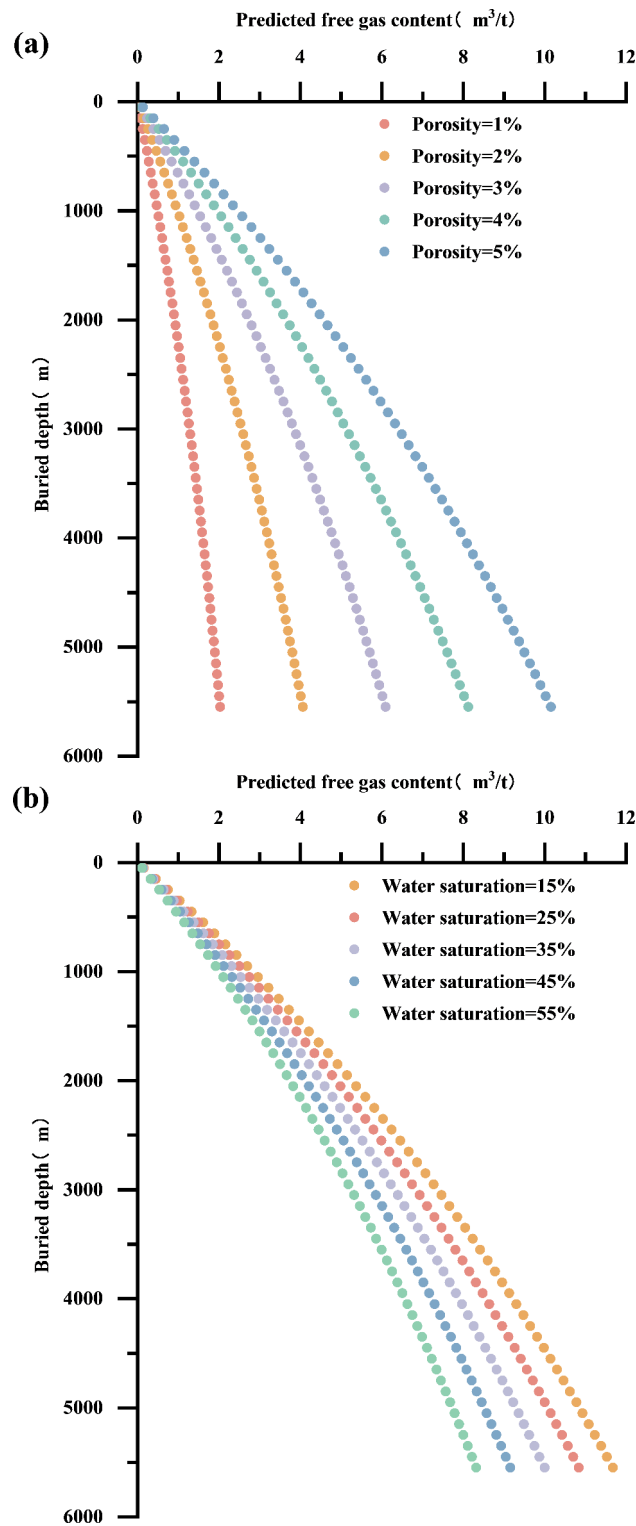 Predicted free gas content( m³/t)
(a)
0 2 4 6 8 10 12
0
1000
2000
3000
4000
5000
6000
Buried depth( m)
Porosity=1%
Porosity=2%
Porosity=3%
Porosity=4%
Porosity=5%
Predicted free gas content( m³/t)
(b)
0 2 4 6 8 10 12
0
1000
2000
3000
4000
5000
6000
Buried depth( m)
Water saturation=15%
Water saturation=25%
Water saturation=35%
Water saturation=45%
Water saturation=55%